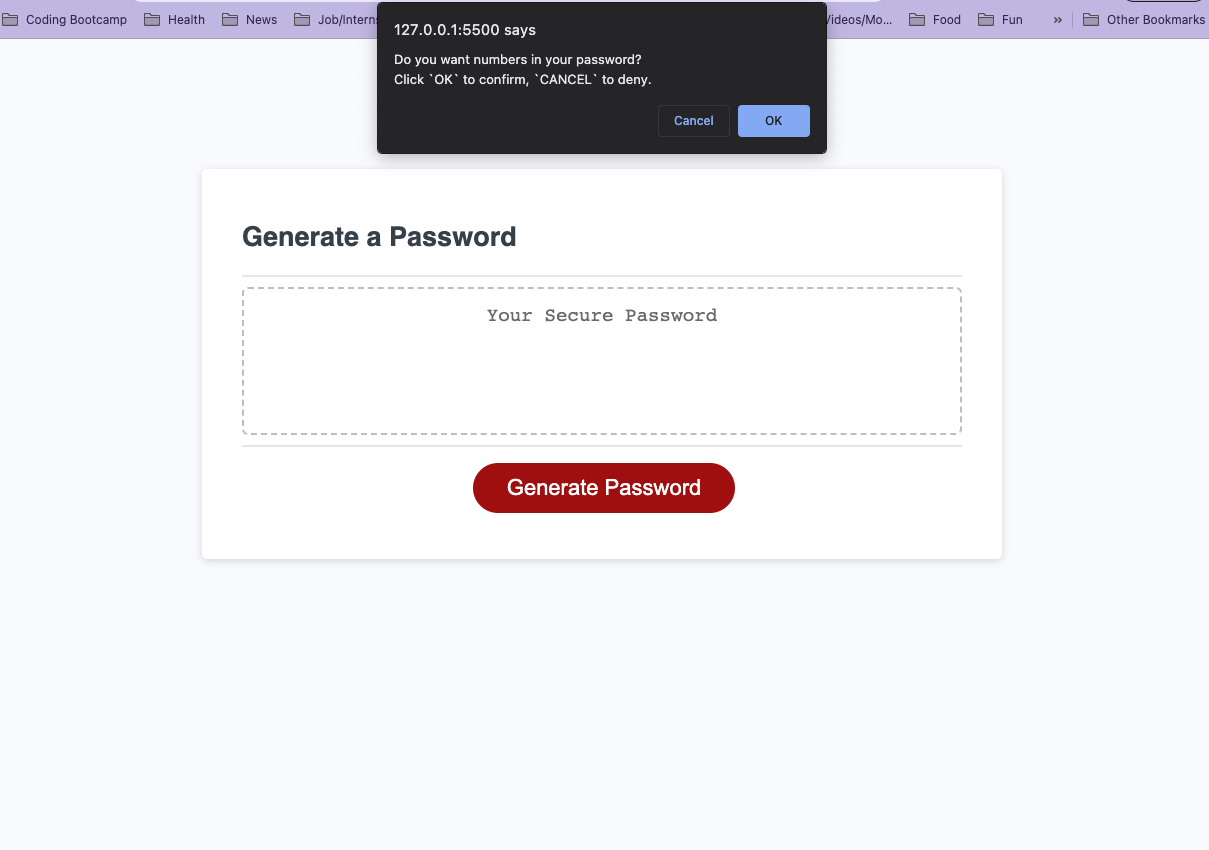 Coding Bootcamp Health News Job/Interns /ideos/Mo... Food Fun » Other Bookmarks
127.0.0.1:5500 says
Do you want numbers in your password?
Click `OK` to confirm, `CANCEL` to deny.
Cancel OK
Generate a Password
Your Secure Password
Generate Password